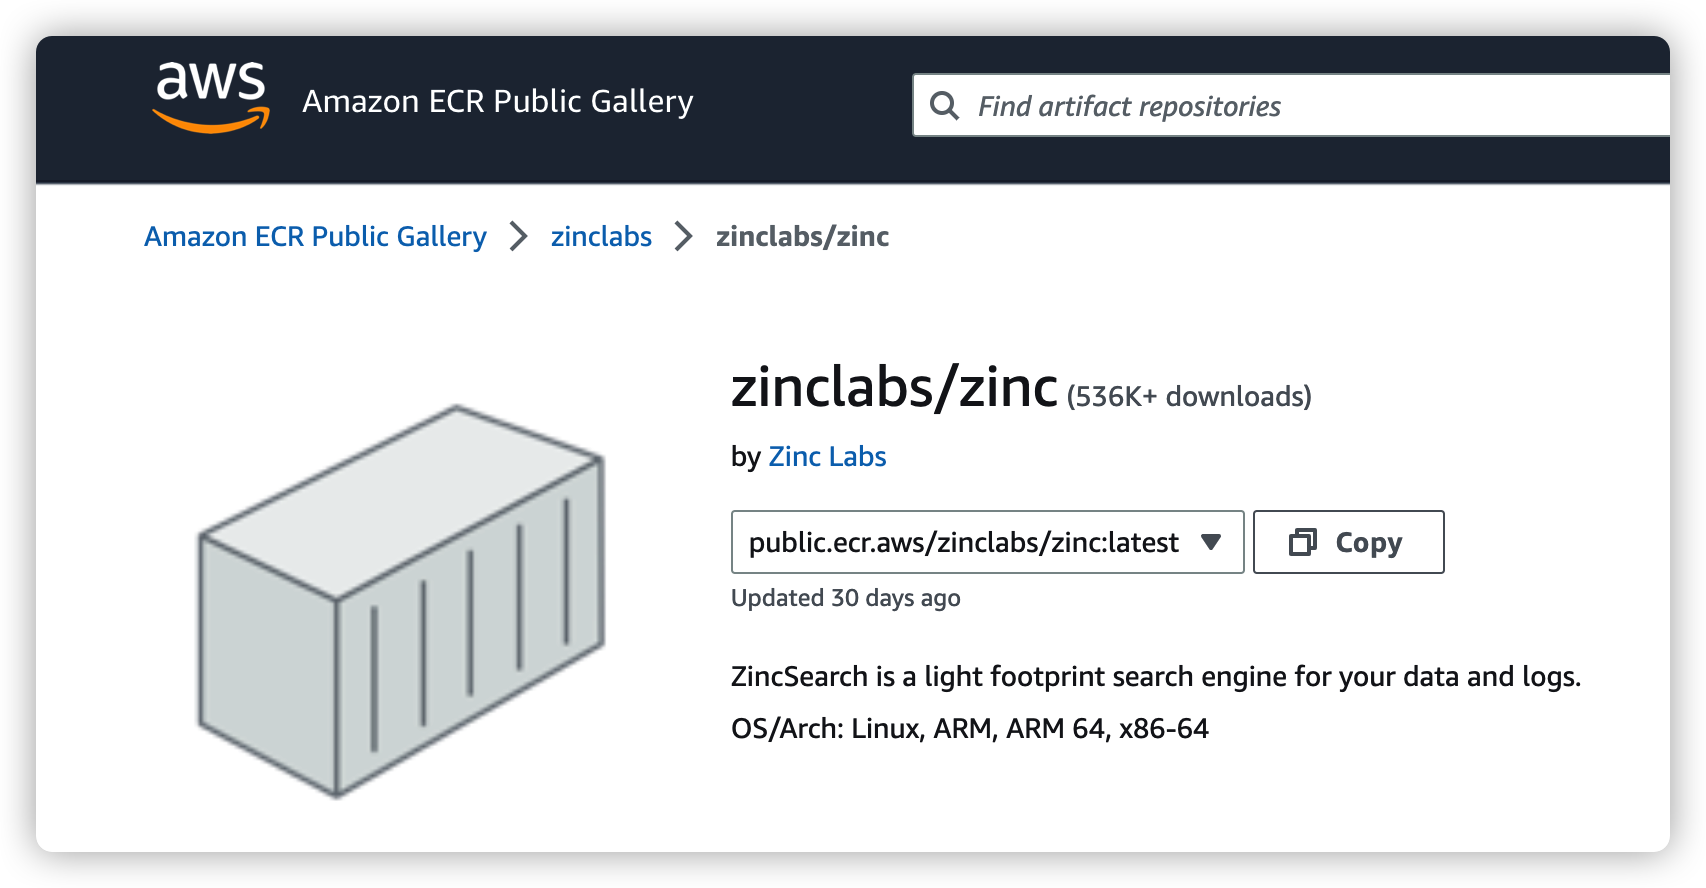 aws
Amazon ECR Public Gallery
Find artifact repositories
Amazon ECR Public Gallery > zinclabs > zinclabs/zinc
zinclabs/zinc (536K+ downloads)
by Zinc Labs
public.ecr.aws/zinclabs/zinc:latest
Copy
Updated 30 days ago
ZincSearch is a light footprint search engine for your data and logs.
OS/Arch: Linux, ARM, ARM 64, x86-64